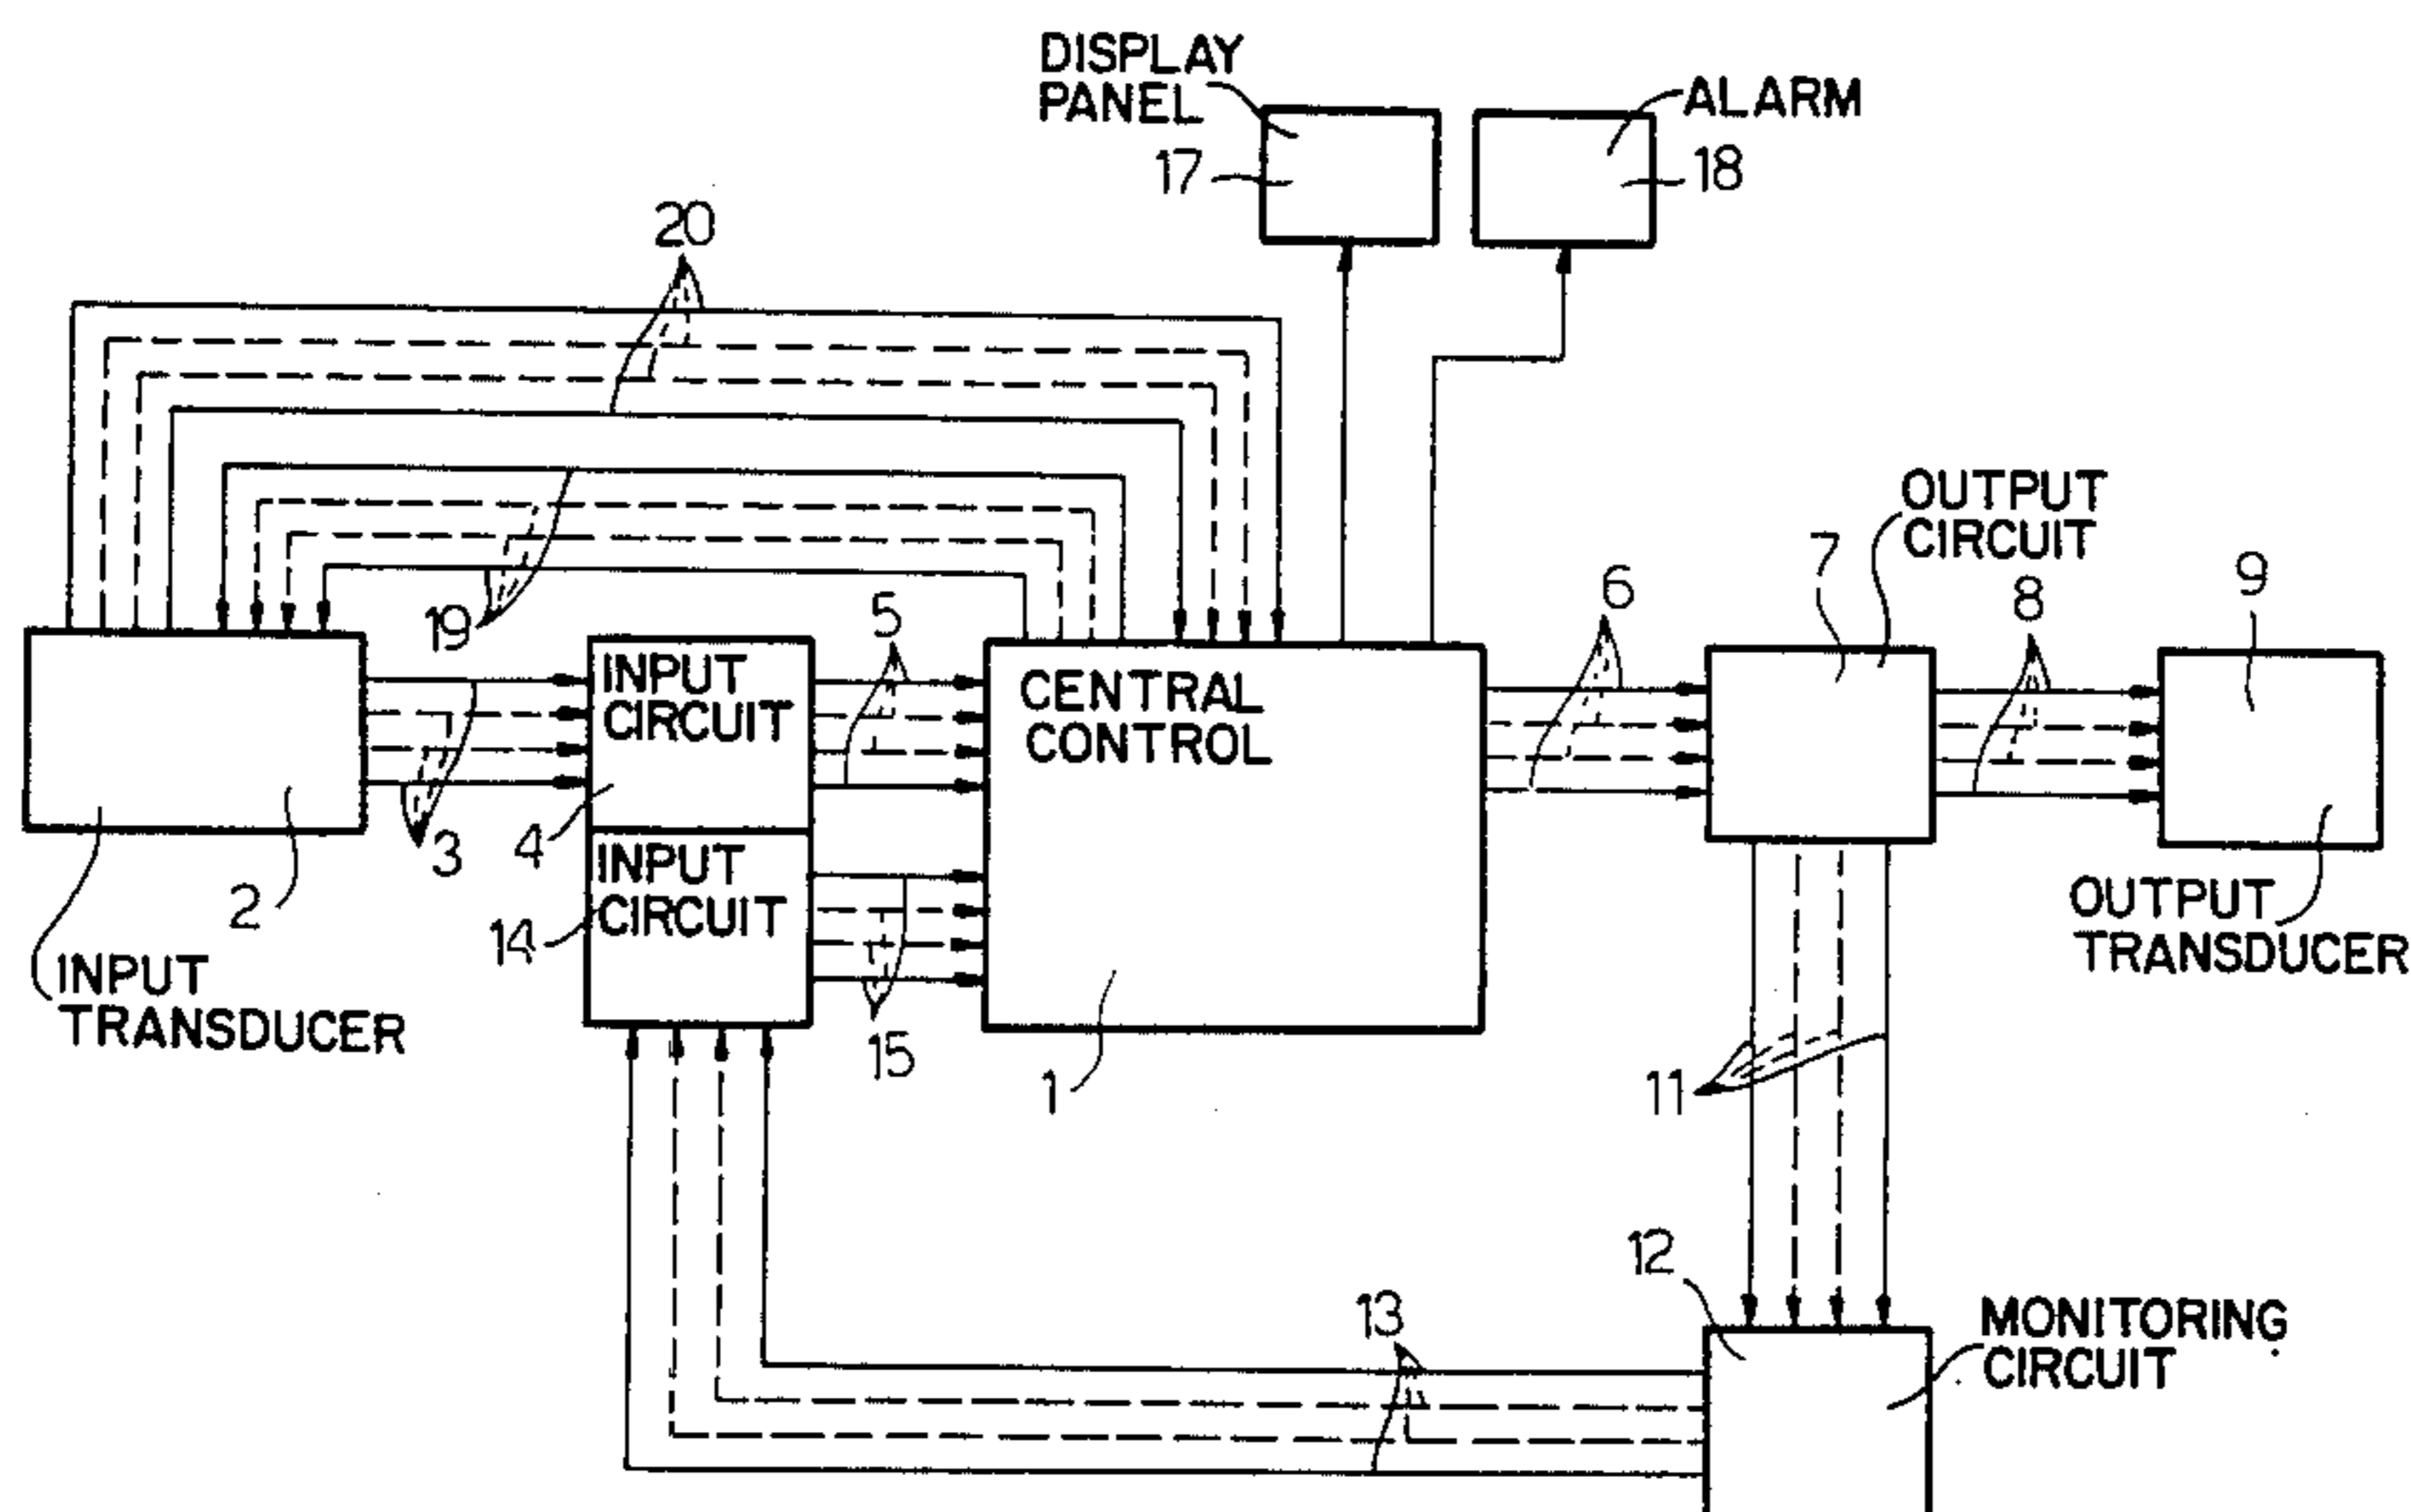 DISPLAY
PANEL
17
ALARM
18
20
19
5
6
7
OUTPUT
CIRCUIT
8
9
INPUT
CIRCUIT
CENTRAL
CONTROL
3
4
2
INPUT
CIRCUIT
14
INPUT
TRANSDUCER
15
1
11
OUTPUT
TRANSDUCER
12
13
MONITORING
CIRCUIT